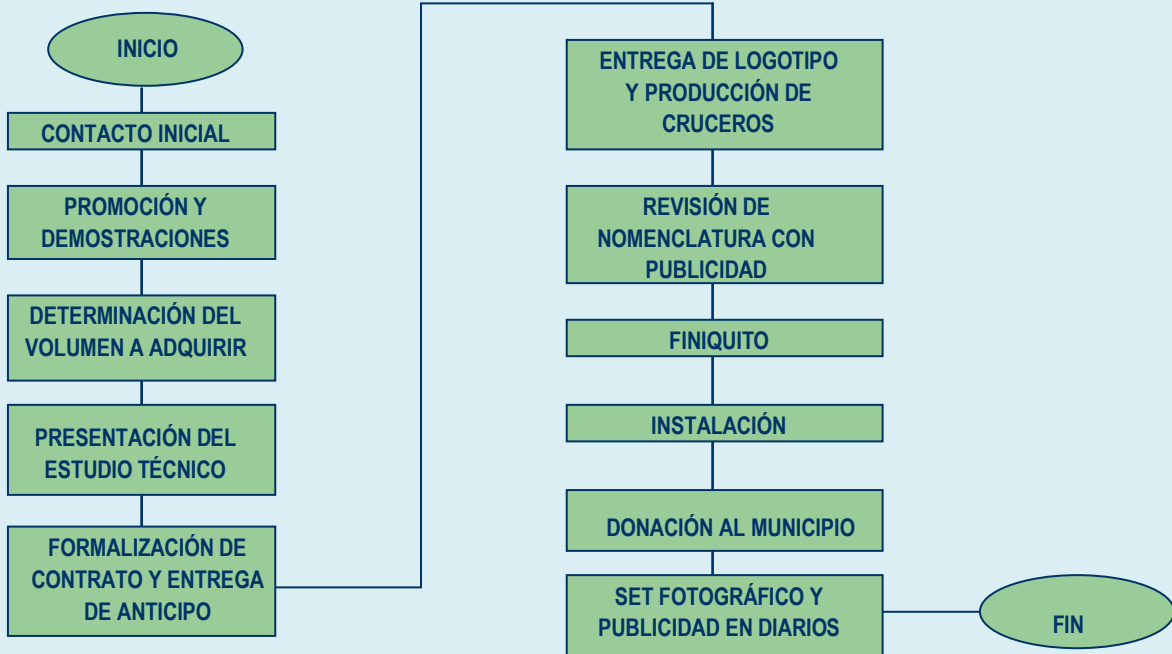 INICIO
CONTACTO INICIAL
PROMOCIÓN Y
DEMOSTRACIONES
DETERMINACIÓN DEL
VOLUMEN A ADQUIRIR
PRESENTACIÓN DEL
ESTUDIO TÉCNICO
FORMALIZACIÓN DE
CONTRATO Y ENTREGA
DE ANTICIPO
ENTREGA DE LOGOTIPO
Y PRODUCCIÓN DE
CRUCEROS
REVISIÓN DE
NOMENCLATURA CON
PUBLICIDAD
FINIQUITO
INSTALACIÓN
DONACIÓN AL MUNICIPIO
SET FOTOGRÁFICO Y
PUBLICIDAD EN DIARIOS
FIN